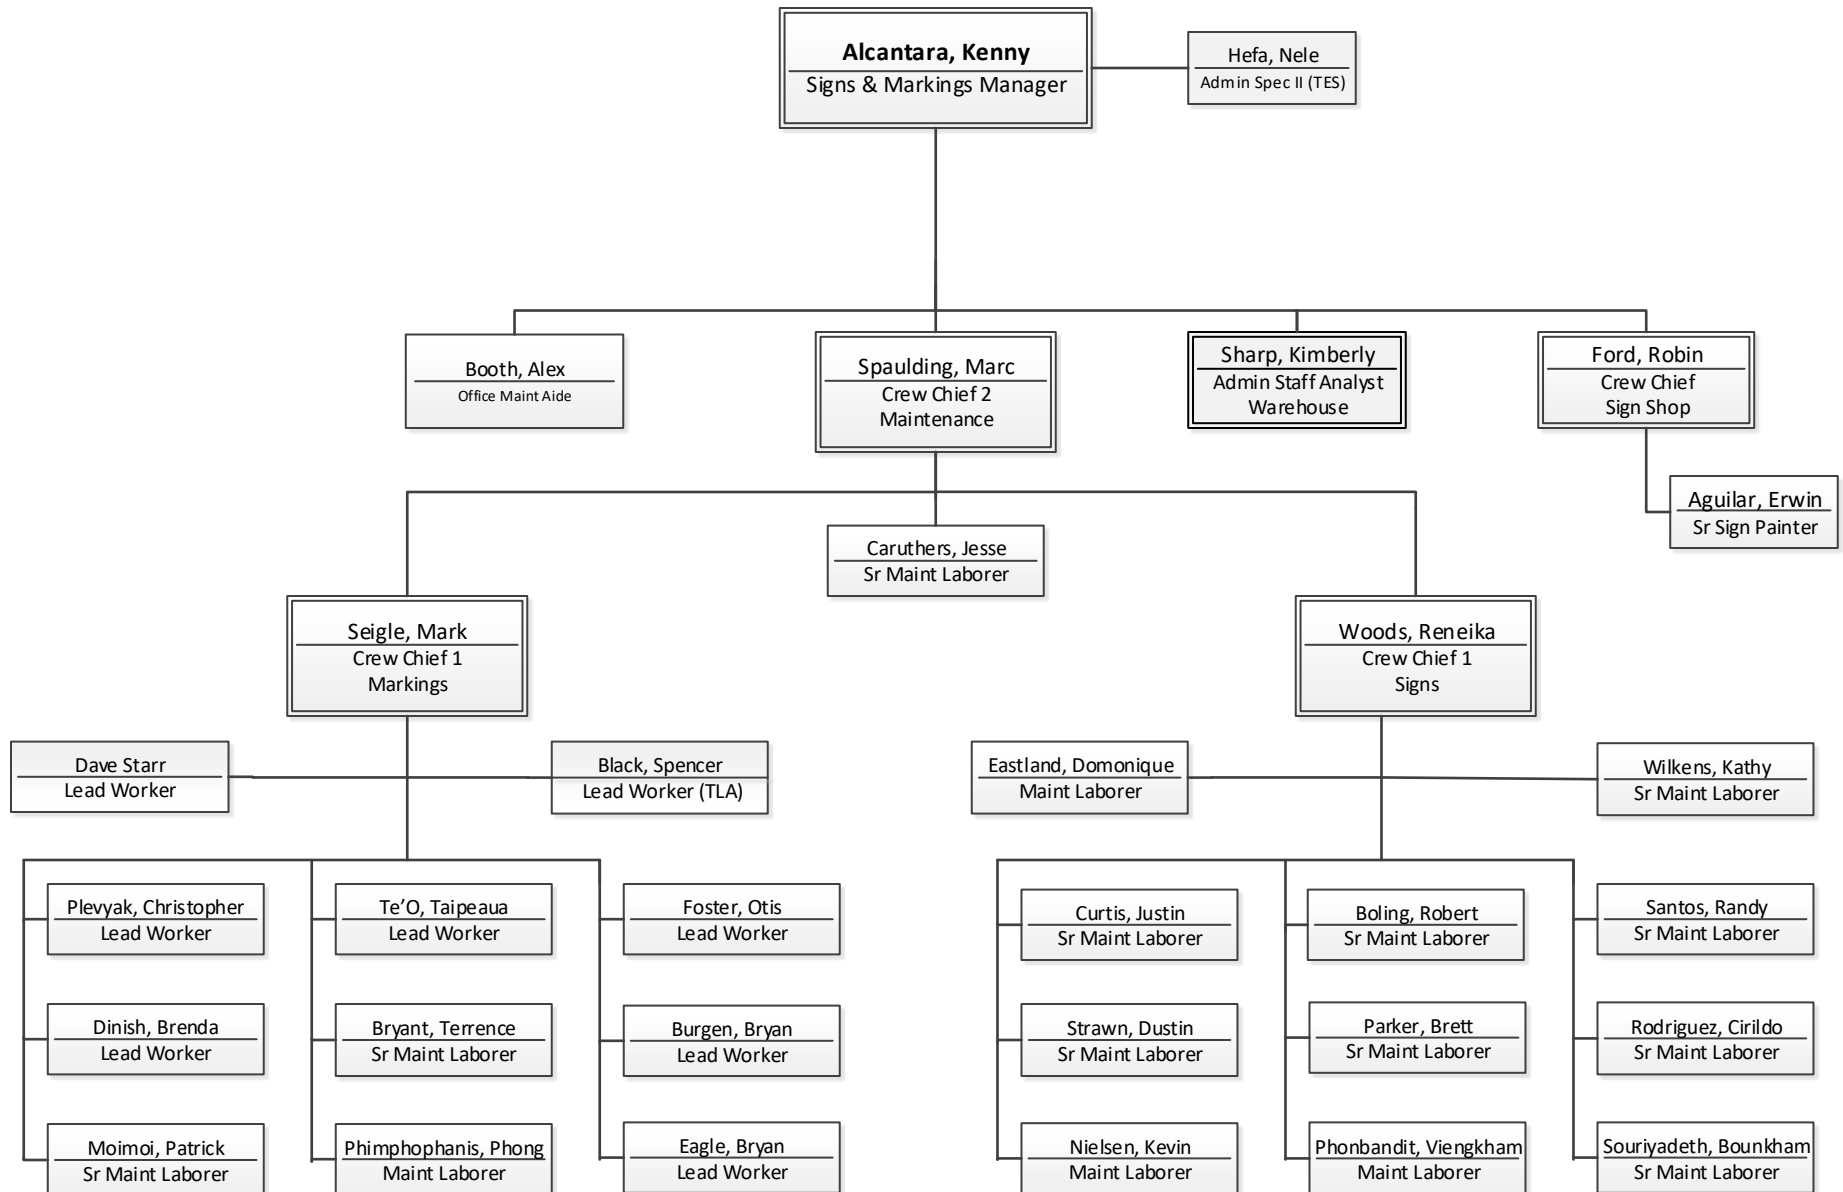 Alcantara, Kenny
Signs & Markings Manager
Hefa, Nele
Admin Spec II (TES)
Booth, Alex
Office Maint Aide
Spaulding, Marc
Crew Chief 2
Maintenance
Sharp, Kimberly
Admin Staff Analyst
Warehouse
Ford, Robin
Crew Chief
Sign Shop
Aguilar, Erwin
Sr Sign Painter
Caruthers, Jesse
Sr Maint Laborer
Seigle, Mark
Crew Chief 1
Markings
Woods, Reneika
Crew Chief 1
Signs
Dave Starr
Lead Worker
Black, Spencer
Lead Worker (TLA)
Eastland, Domonique
Maint Laborer
Wilkens, Kathy
Sr Maint Laborer
Plevyak, Christopher
Lead Worker
Te’O, Taipeaua
Lead Worker
Foster, Otis
Lead Worker
Curtis, Justin
Sr Maint Laborer
Boling, Robert
Sr Maint Laborer
Santos, Randy
Sr Maint Laborer
Dinish, Brenda
Lead Worker
Bryant, Terrence
Sr Maint Laborer
Burgen, Bryan
Lead Worker
Strawn, Dustin
Sr Maint Laborer
Parker, Brett
Sr Maint Laborer
Rodriguez, Cirildo
Sr Maint Laborer
Moimoi, Patrick
Sr Maint Laborer
Phimphophanis, Phong
Maint Laborer
Eagle, Bryan
Lead Worker
Nielsen, Kevin
Maint Laborer
Phonbandit, Viengkham
Maint Laborer
Souriyadeth, Bounkham
Sr Maint Laborer